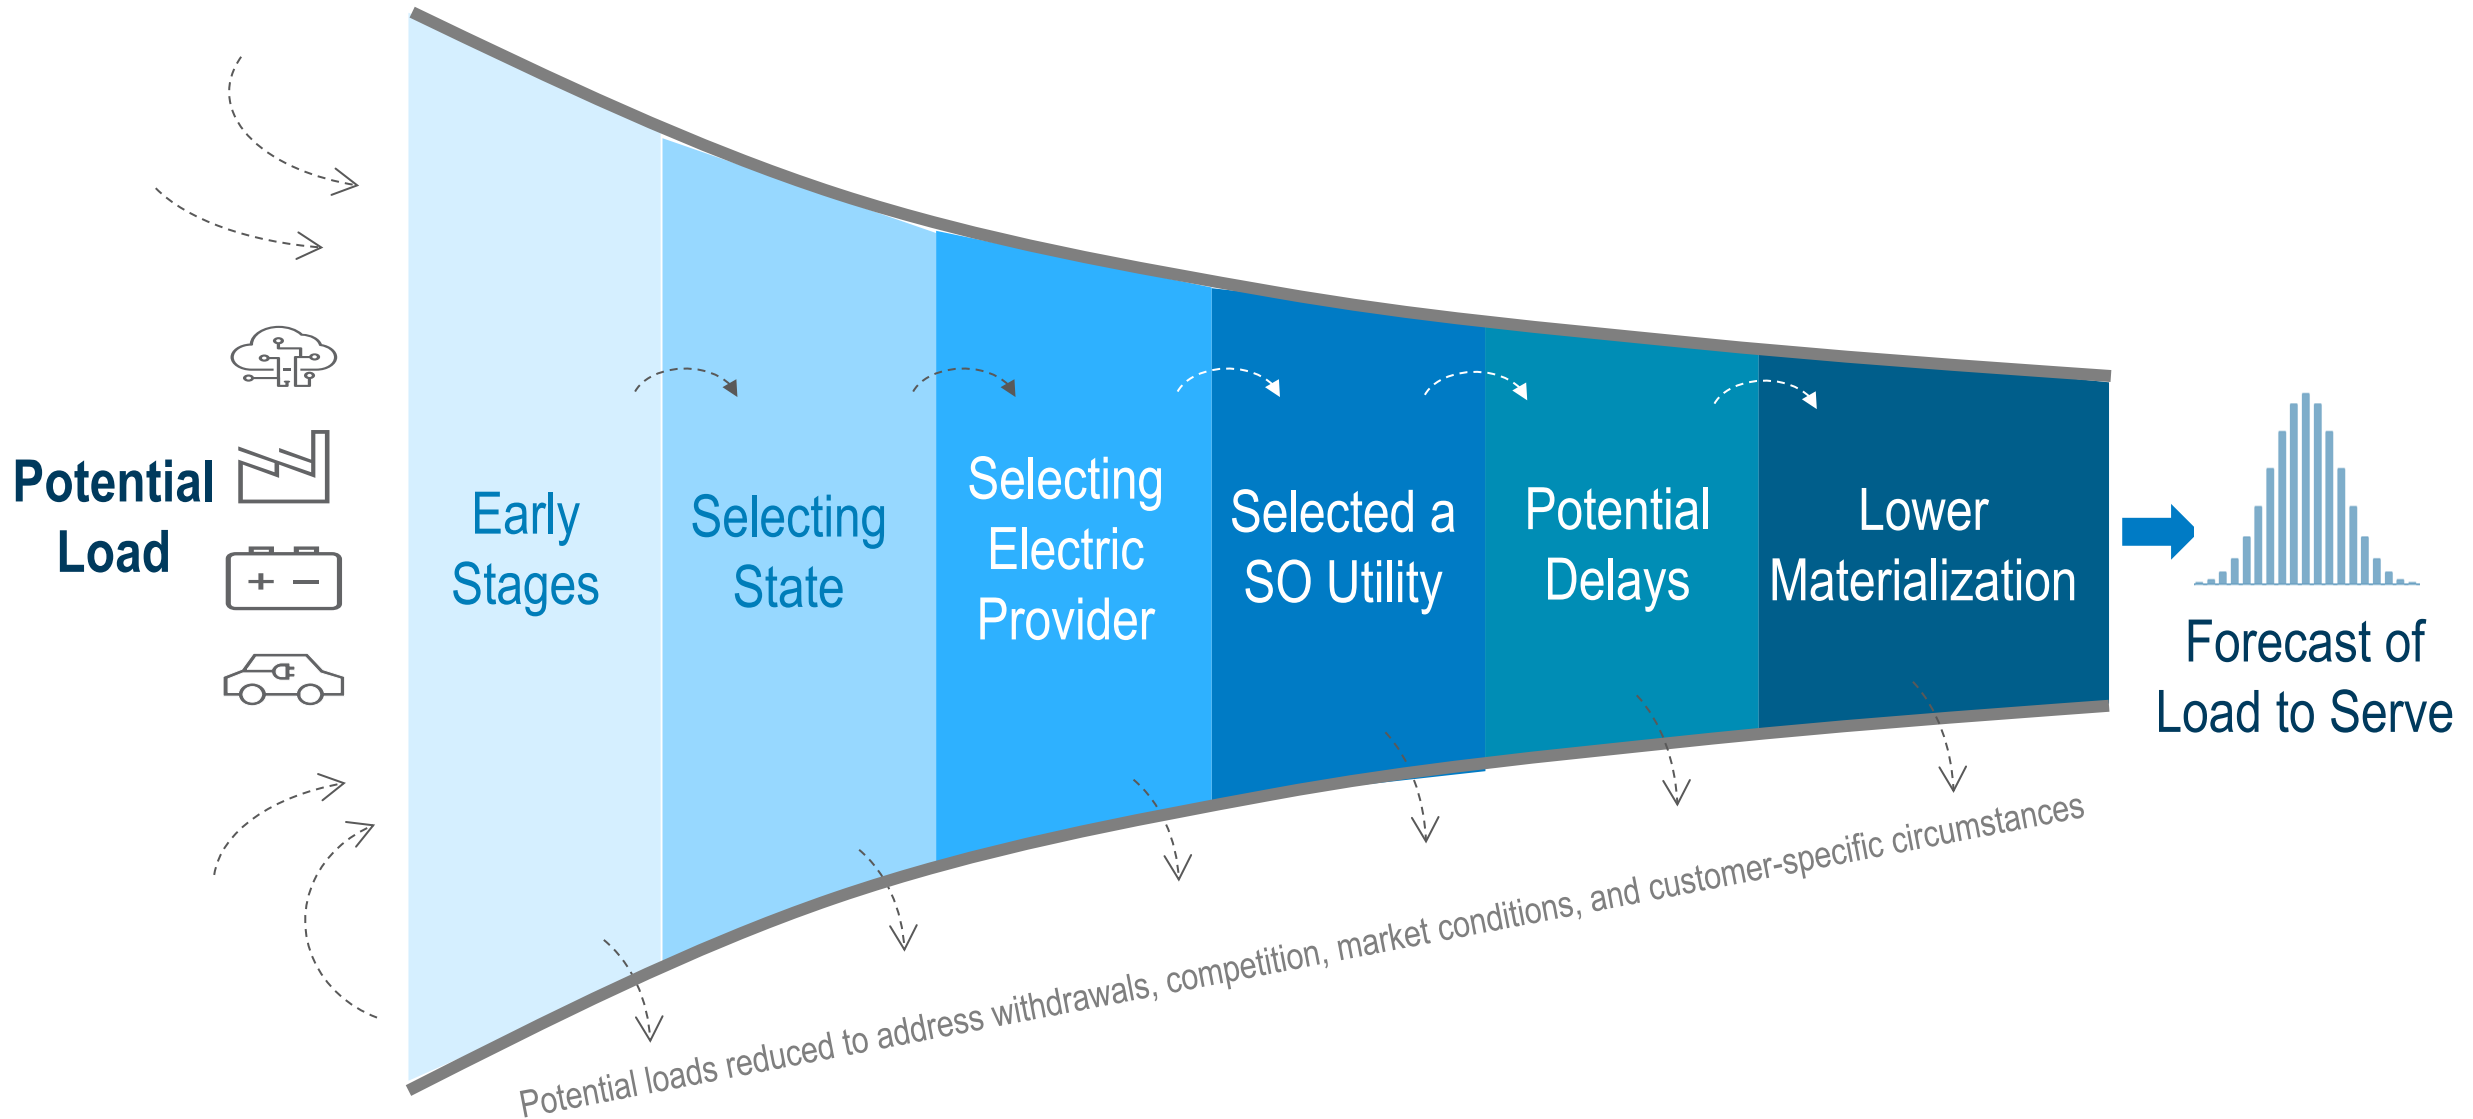 Potential
Load
Early
Stages
Selecting
State
Selecting
Electric
Provider
Selected a
SO Utility
Potential
Delays
Lower
Materialization
Forecast of
Load to Serve
Potential loads reduced to address withdrawals, competition, market conditions, and customer-specific circumstances